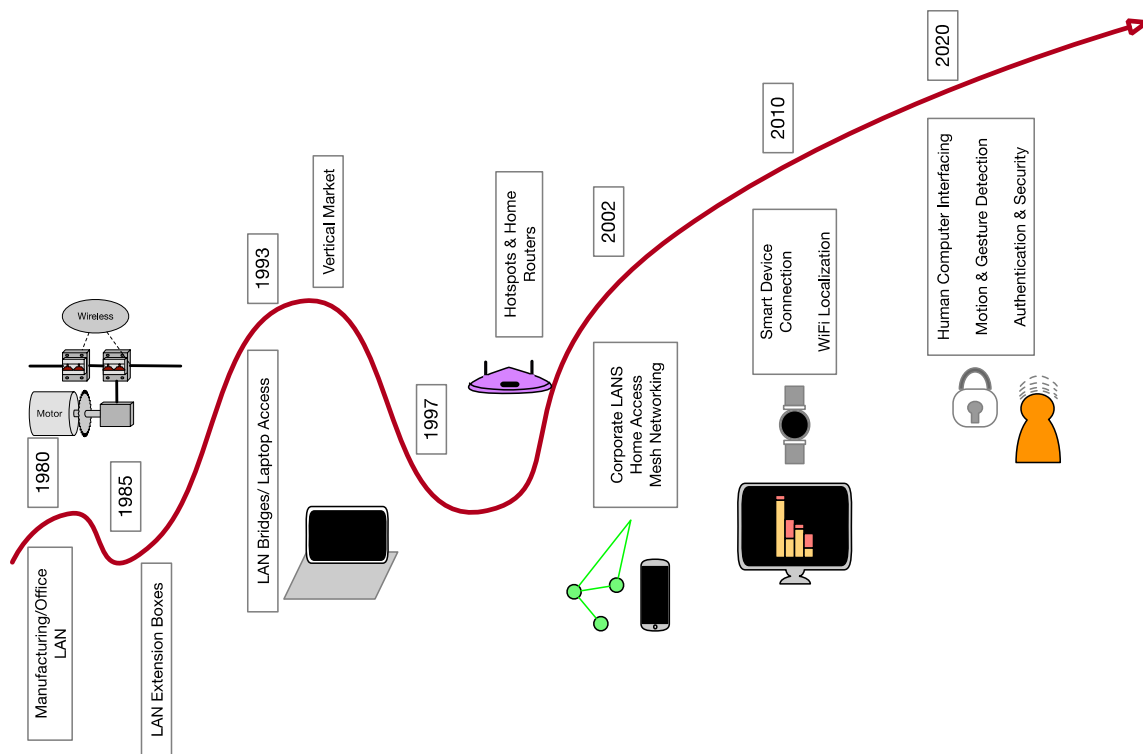 Wireless
Motor
1980
Manufacturing/Office
LAN
1985
LAN Extension Boxes
1993
LAN Bridges/ Laptop Access
Vertical Market
1997
Hotspots & Home
Routers
2002
Corporate LANS
Home Access
Mesh Networking
2010
Smart Device
Connection
WiFi Localization
2020
Human Computer Interfacing
Motion & Gesture Detection
Authentication & Security